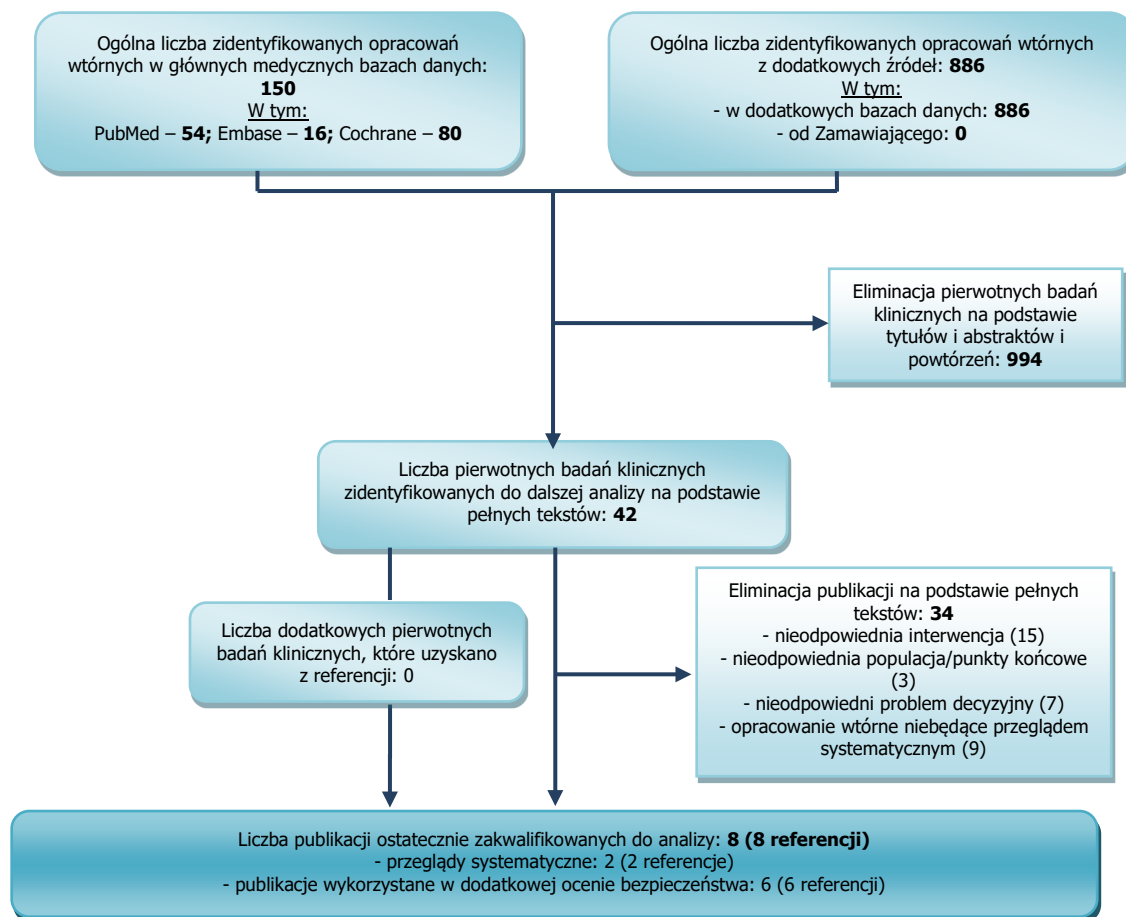 Ogólna liczba zidentyfikowanych opracowań
wtórnych w głównych medycznych bazach danych:
150
W tym:
PubMed – 54; Embase – 16; Cochrane – 80
Ogólna liczba zidentyfikowanych opracowań wtórnych
z dodatkowych źródeł: 886
W tym:
- w dodatkowych bazach danych: 886
- od Zamawiającego: 0
Eliminacja pierwotnych badań
klinicznych na podstawie
tytułów i abstraktów i
powtórzeń: 994
Liczba pierwotnych badań klinicznych
zidentyfikowanych do dalszej analizy na podstawie
pełnych tekstów: 42
Liczba dodatkowych pierwotnych
badań klinicznych, które uzyskano
z referencji: 0
Eliminacja publikacji na podstawie pełnych
tekstów: 34
- nieodpowiednia interwencja (15)
- nieodpowiednia populacja/punkty końcowe
(3)
- nieodpowiedni problem decyzyjny (7)
- opracowanie wtórne niebędące przeglądem
systematycznym (9)
Liczba publikacji ostatecznie zakwalifikowanych do analizy: 8 (8 referencji)
- przeglądy systematyczne: 2 (2 referencje)
- publikacje wykorzystane w dodatkowej ocenie bezpieczeństwa: 6 (6 referencji)